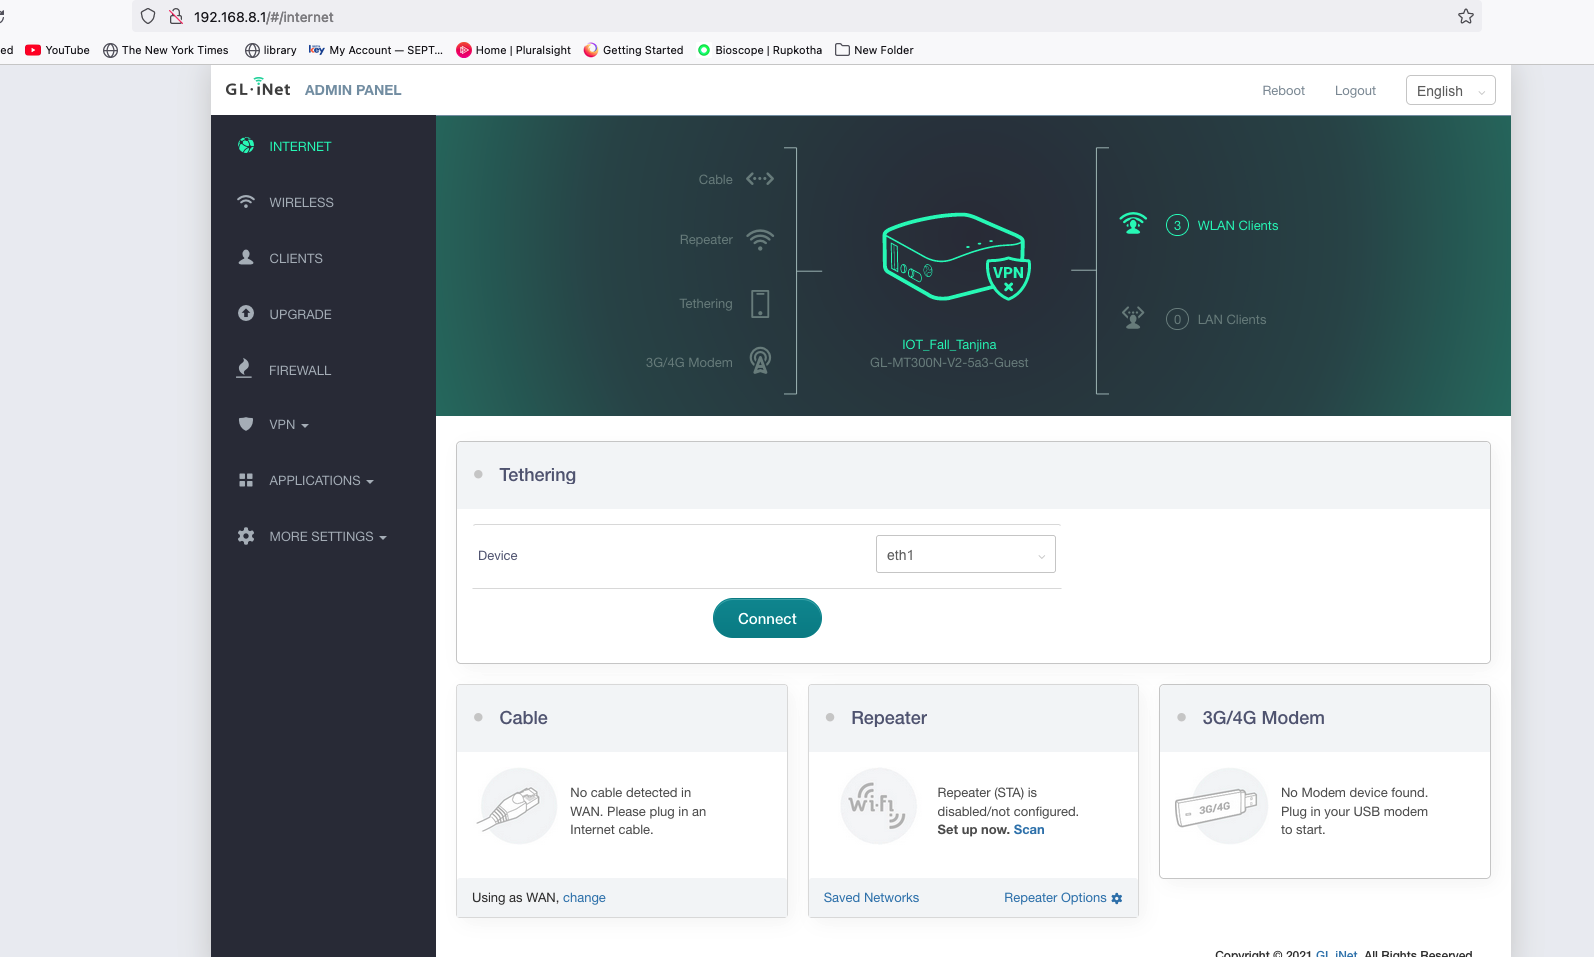 192.168.8.1/#/internet
ed YouTube The New York Times library My Account — SEPT... Home | Pluralsight Getting Started Bioscope | Rupkotha New Folder
GL·iNet ADMIN PANEL Reboot Logout English
INTERNET
WIRELESS
CLIENTS
UPGRADE
FIREWALL
VPN
APPLICATIONS
MORE SETTINGS
Cable
Repeater
Tethering
3G/4G Modem
VPN
IOT_Fall_Tanjina
GL-MT300N-V2-5a3-Guest
3 WLAN Clients
0 LAN Clients
Tethering
Device eth1
Connect
Cable
No cable detected in
WAN. Please plug in an
Internet cable.
Using as WAN, change
Repeater
wi-fi
Repeater (STA) is
disabled/not configured.
Set up now. Scan
Saved Networks Repeater Options
3G/4G Modem
3G/4G
No Modem device found.
Plug in your USB modem
to start.
Copyright © 2021 GL.iNet. All Rights Reserved